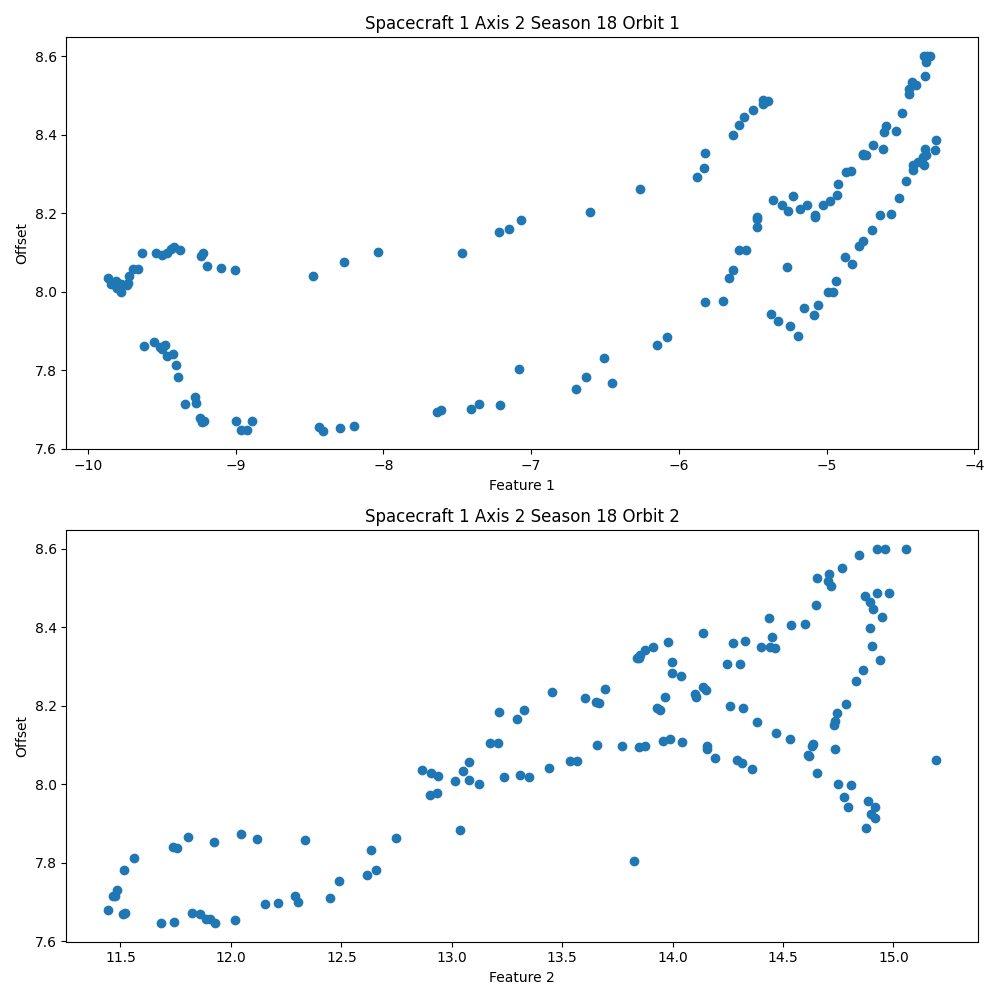 Spacecraft 1 Axis 2 Season 18 Orbit 1
8.6
8.4
8.2
8.0
7.8
7.6
Offset
−10 −9 −8 −7 −6 −5 −4
Feature 1
Spacecraft 1 Axis 2 Season 18 Orbit 2
8.6
8.4
8.2
8.0
7.8
7.6
Offset
11.5 12.0 12.5 13.0 13.5 14.0 14.5 15.0
Feature 2